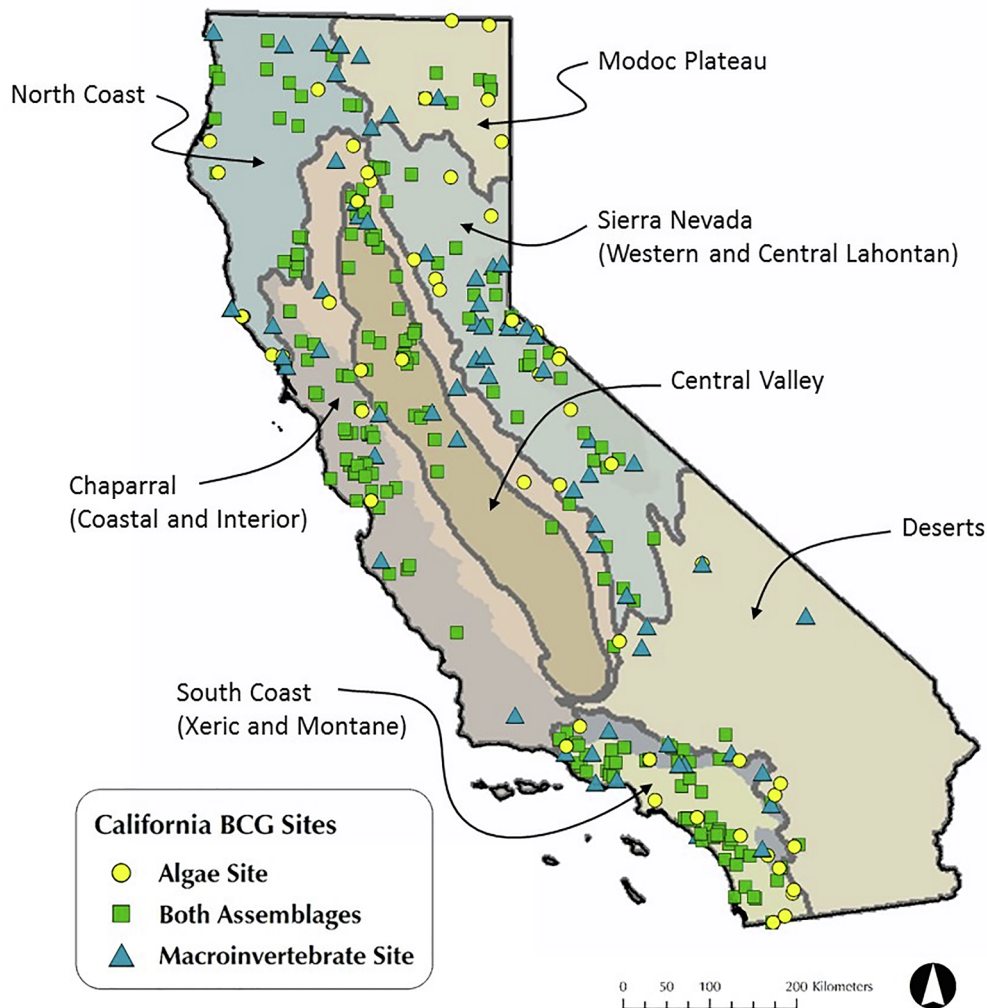 Modoc Plateau
North Coast
Sierra Nevada
(Western and Central Lahontan)
Central Valley
Chaparral
(Coastal and Interior)
Deserts
South Coast
(Xeric and Montane)
California BCG Sites
Algae Site
Both Assemblages
Macroinvertebrate Site
0 50 100 200 Kilometers